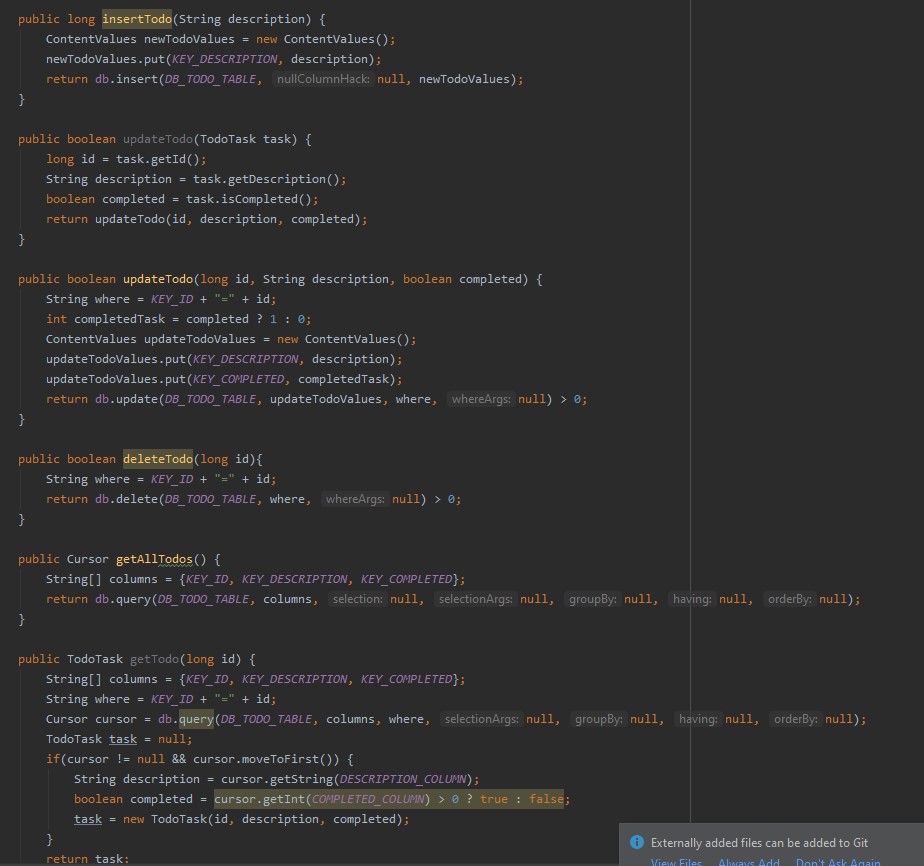 public long insertTodo(String description) {
ContentValues newTodoValues = new ContentValues();
newTodoValues.put(KEY_DESCRIPTION, description);
return db.insert(DB_TODO_TABLE, nullColumnHack: null, newTodoValues);
}
public boolean updateTodo(TodoTask task) {
long id = task.getId();
String description = task.getDescription();
boolean completed = task.isCompleted();
return updateTodo(id, description, completed);
}
public boolean updateTodo(long id, String description, boolean completed) {
String where = KEY_ID + "=" + id;
int completedTask = completed ? 1 : 0;
ContentValues updateTodoValues = new ContentValues();
updateTodoValues.put(KEY_DESCRIPTION, description);
updateTodoValues.put(KEY_COMPLETED, completedTask);
return db.update(DB_TODO_TABLE, updateTodoValues, where, whereArgs: null) > 0;
}
public boolean deleteTodo(long id){
String where = KEY_ID + "=" + id;
return db.delete(DB_TODO_TABLE, where, whereArgs: null) > 0;
}
public Cursor getAllTodos() {
String[] columns = {KEY_ID, KEY_DESCRIPTION, KEY_COMPLETED};
return db.query(DB_TODO_TABLE, columns, selection: null, selectionArgs: null, groupBy: null, having: null, orderBy: null);
}
public TodoTask getTodo(long id) {
String[] columns = {KEY_ID, KEY_DESCRIPTION, KEY_COMPLETED};
String where = KEY_ID + "=" + id;
Cursor cursor = db.query(DB_TODO_TABLE, columns, where, selectionArgs: null, groupBy: null, having: null, orderBy: null);
TodoTask task = null;
if(cursor != null && cursor.moveToFirst()) {
String description = cursor.getString(DESCRIPTION_COLUMN);
boolean completed = cursor.getInt(COMPLETED_COLUMN) > 0 ? true : false;
task = new TodoTask(id, description, completed);
}
return task;
Externally added files can be added to Git
View Files Always Add Don't Ask Again